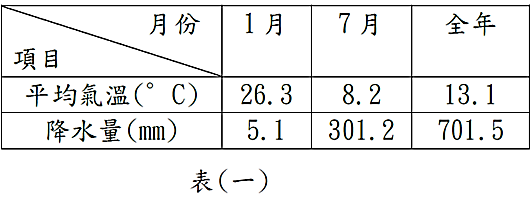 月份 1月 7月 全年
項目
平均氣溫(°C) 26.3 8.2 13.1
降水量(mm) 5.1 301.2 701.5
表(一)